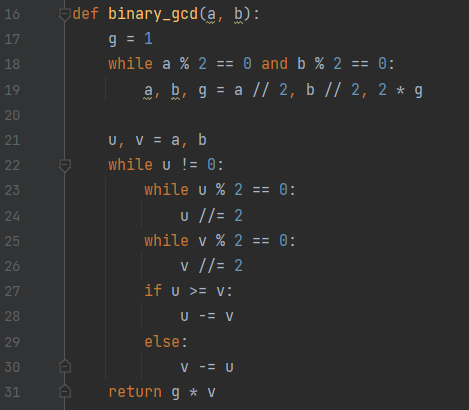 16 def binary_gcd(a, b):
17     g = 1
18     while a % 2 == 0 and b % 2 == 0:
19         a, b, g = a // 2, b // 2, 2 * g
20
21     u, v = a, b
22     while u != 0:
23         while u % 2 == 0:
24             u //= 2
25         while v % 2 == 0:
26             v //= 2
27         if u >= v:
28             u -= v
29         else:
30             v -= u
31     return g * v